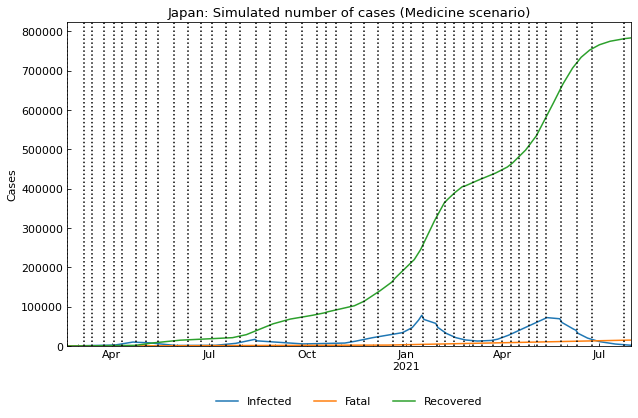 Japan: Simulated number of cases (Medicine scenario)
800000
700000
600000
500000
400000
300000
200000
100000
0
Cases
Apr Jul Oct Jan Apr Jul
2021
Infected Fatal Recovered